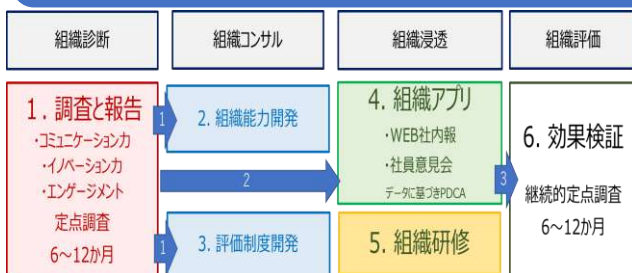 組織診断
組織コンサル
組織浸透
組織評価
1. 調査と報告
・コミュニケーション力
・イノベーション力
・エンゲージメント
定点調査
6～12か月
1
2. 組織能力開発
2
1
3. 評価制度開発
4. 組織アプリ
・WEB社内報
・社員意見会
データに基づきPDCA
3
5. 組織研修
6. 効果検証
継続的定点調査
6～12か月